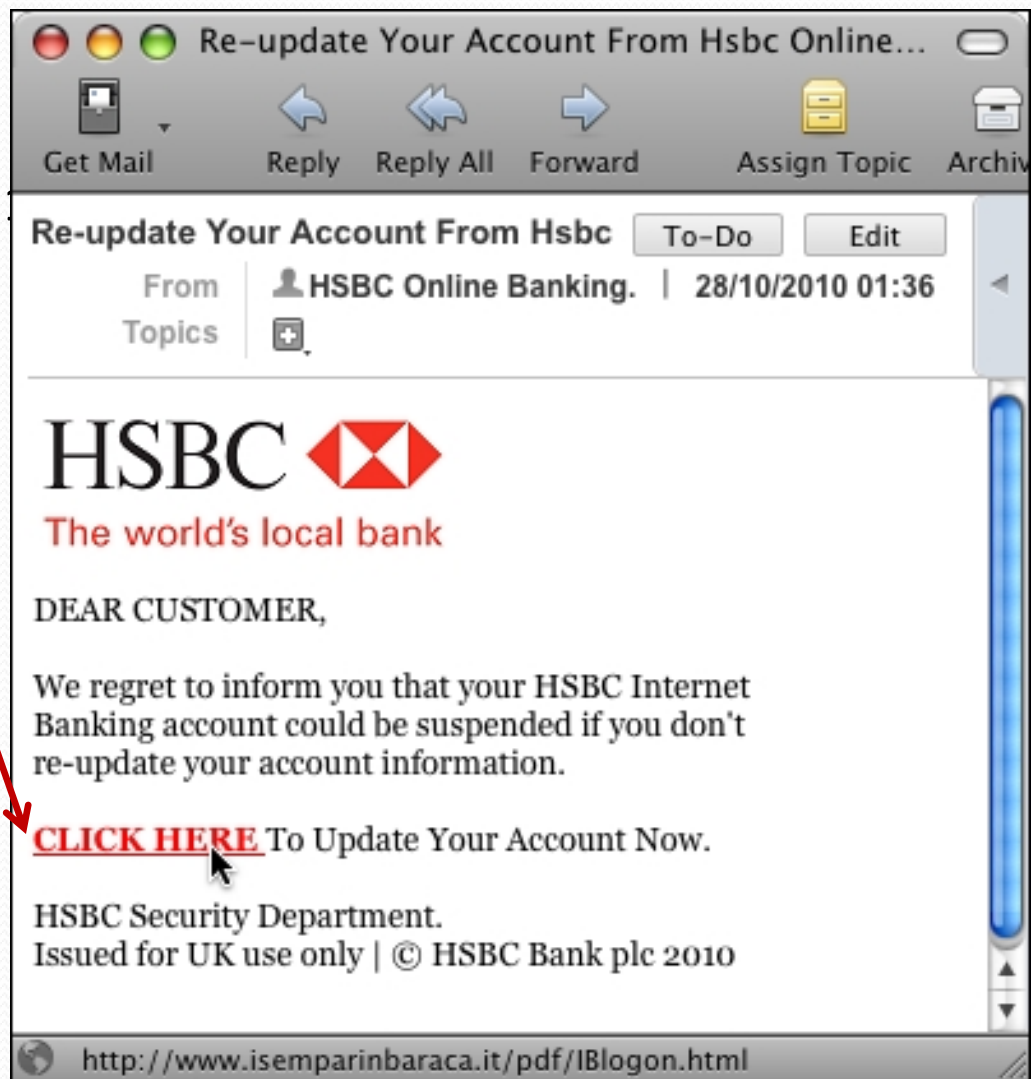 Re-update Your Account From Hsbc Online...
Get Mail Reply Reply All Forward Assign Topic Archiv
Re-update Your Account From Hsbc To-Do Edit
From HSBC Online Banking. | 28/10/2010 01:36
Topics
HSBC
The world's local bank
DEAR CUSTOMER,
We regret to inform you that your HSBC Internet
Banking account could be suspended if you don't
re-update your account information.
CLICK HERE To Update Your Account Now.
HSBC Security Department.
Issued for UK use only | © HSBC Bank plc 2010
http://www.isemparinbaraca.it/pdf/IBlogon.html